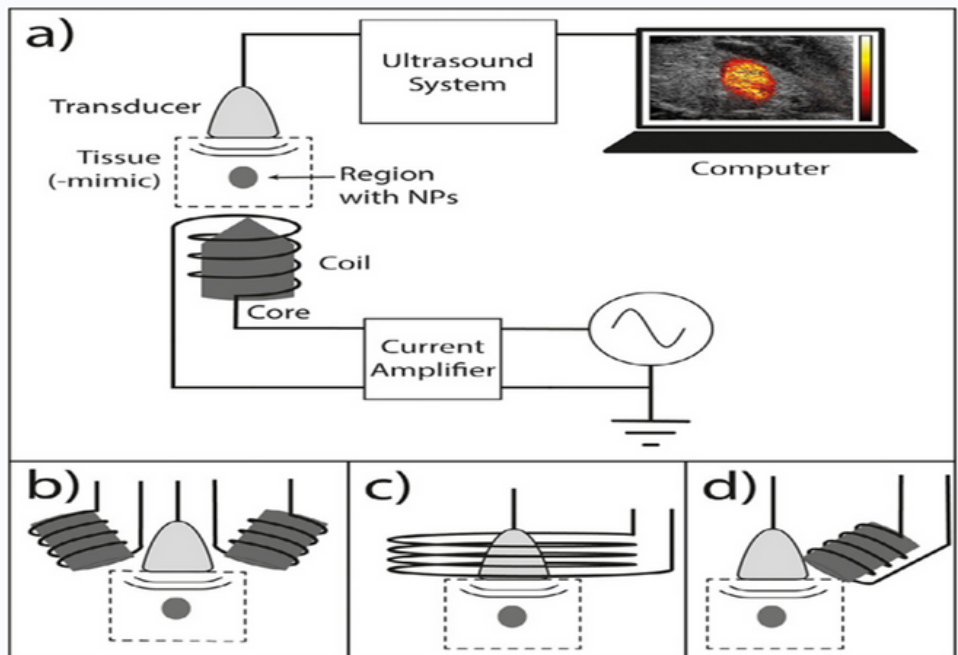 a)
Ultrasound
System
Transducer
Tissue
(-mimic)
Region
with NPs
Computer
Coil
Core
Current
Amplifier
b)
c)
d)